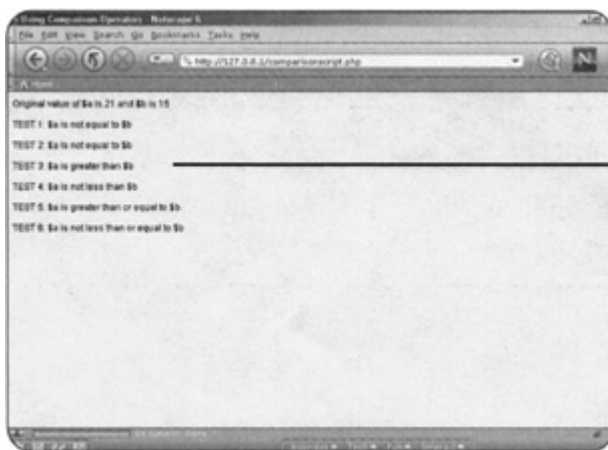 Using Comparison Operators - Netscape 6
File Edit View Search Go Bookmarks Tasks Help
http://127.0.0.1/comparisonscript.php
N
Home
Original value of $a is 21 and $b is 15
TEST 1: $a is not equal to $b
TEST 2: $a is not equal to $b
TEST 3: $a is greater than $b
TEST 4: $a is not less than $b
TEST 5: $a is greater than or equal to $b
TEST 6: $a is not less than or equal to $b